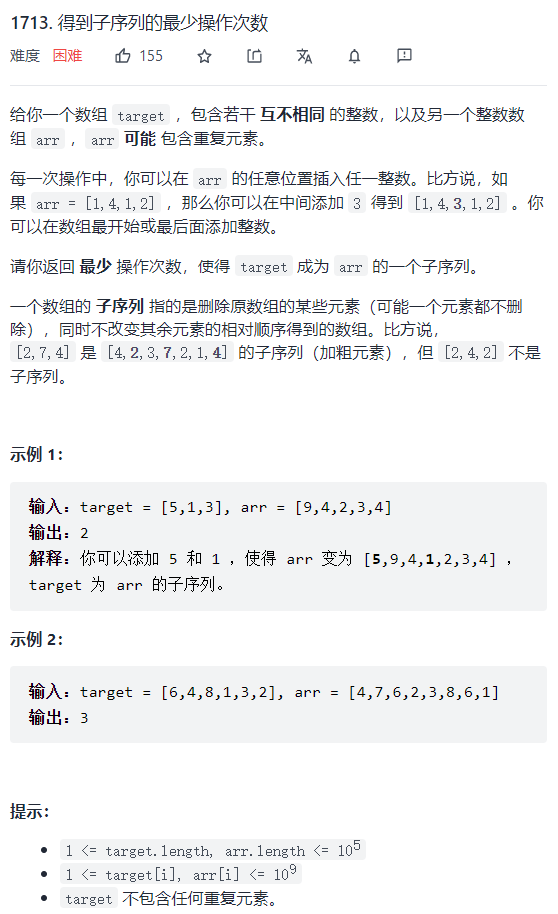 1713. 得到子序列的最少操作次数
难度 困难 155
给你一个数组 target ，包含若干 互不相同 的整数，以及另一个整数数
组 arr ，arr 可能 包含重复元素。
每一次操作中，你可以在 arr 的任意位置插入任一整数。比方说，如
果 arr = [1,4,1,2] ，那么你可以在中间添加 3 得到 [1,4,3,1,2] 。你
可以在数组最开始或最后面添加整数。
请你返回 最少 操作次数，使得 target 成为 arr 的一个子序列。
一个数组的 子序列 指的是删除原数组的某些元素（可能一个元素都不删
除），同时不改变其余元素的相对顺序得到的数组。比方说，
[2,7,4] 是 [4,2,3,7,2,1,4] 的子序列（加粗元素），但 [2,4,2] 不是
子序列。
示例 1：
输入：target = [5,1,3], arr = [9,4,2,3,4]
输出：2
解释：你可以添加 5 和 1 ，使得 arr 变为 [5,9,4,1,2,3,4] ，
target 为 arr 的子序列。
示例 2：
输入：target = [6,4,8,1,3,2], arr = [4,7,6,2,3,8,6,1]
输出：3
提示：
1 <= target.length, arr.length <= 10^5
1 <= target[i], arr[i] <= 10^9
target 不包含任何重复元素。